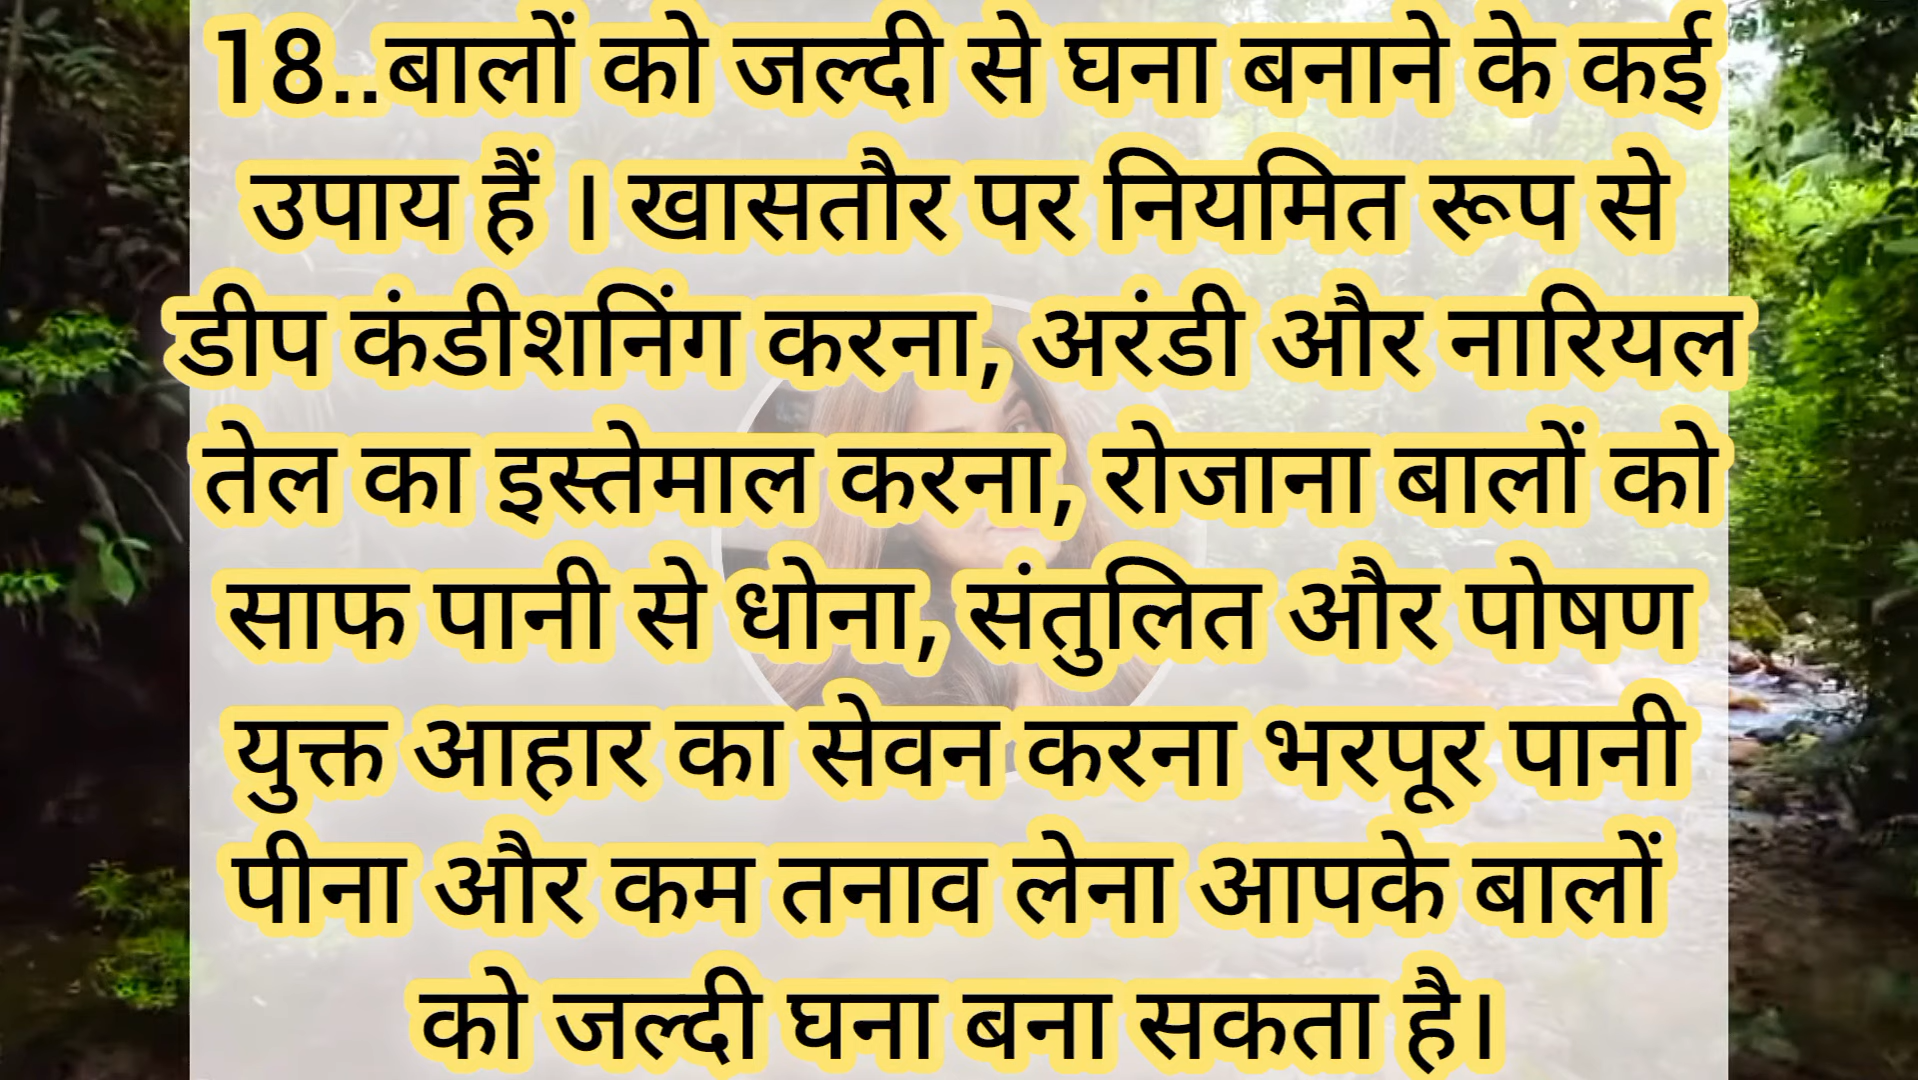 18..बालों को जल्दी से घना बनाने के कई
उपाय हैं । खासतौर पर नियमित रूप से
डीप कंडीशनिंग करना, अरंडी और नारियल
तेल का इस्तेमाल करना, रोजाना बालों को
साफ पानी से धोना, संतुलित और पोषण
युक्त आहार का सेवन करना भरपूर पानी
पीना और कम तनाव लेना आपके बालों
को जल्दी घना बना सकता है।